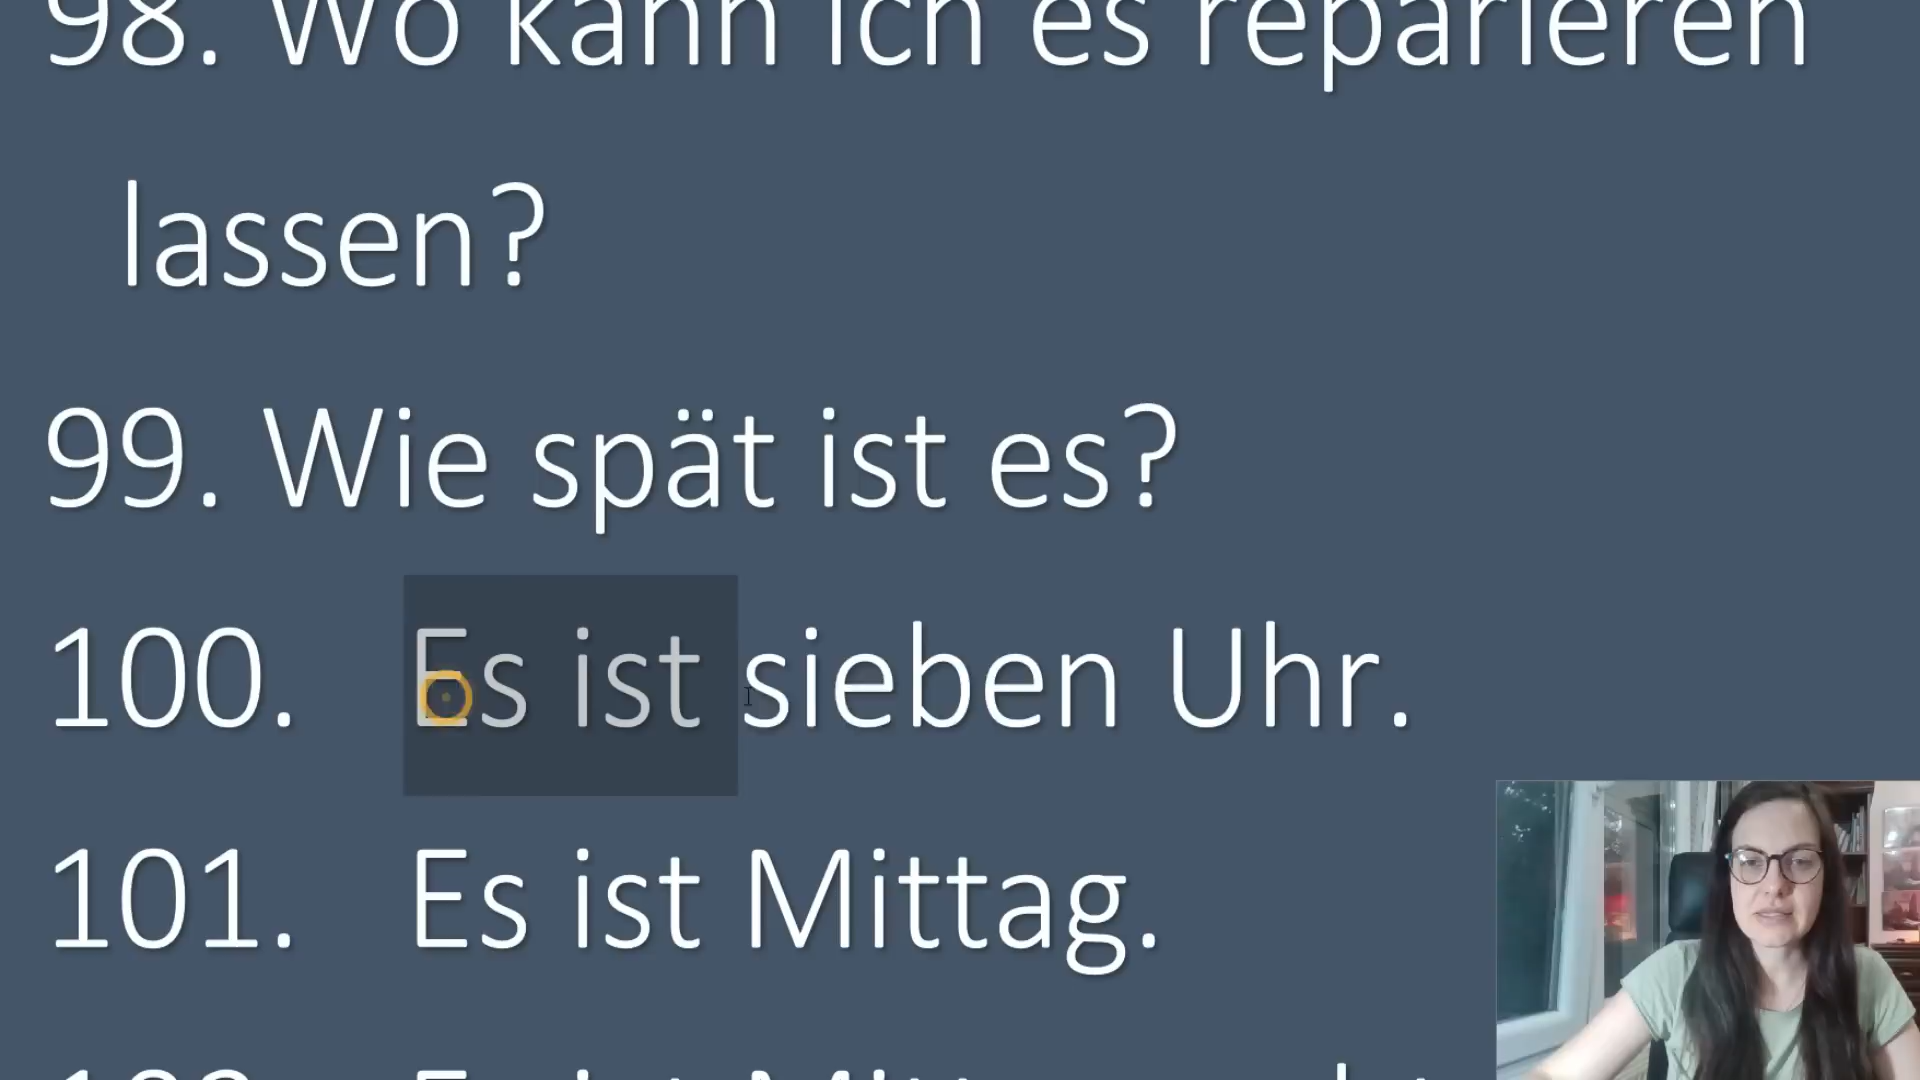 98. Wo kann ich es reparieren
lassen?
99. Wie spät ist es?
100. Es ist sieben Uhr.
101. Es ist Mittag.